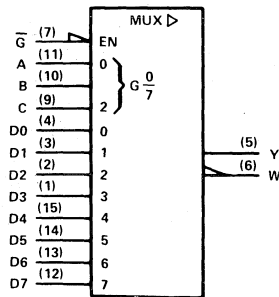 MUX ▷
G̅ (7) EN
A (11) 0
B (10) G 0/7
C (9) 2
D0 (4) 0
D1 (3) 1 (5) Y
D2 (2) 2 (6) W
D3 (1) 3
D4 (15) 4
D5 (14) 5
D6 (13) 6
D7 (12) 7